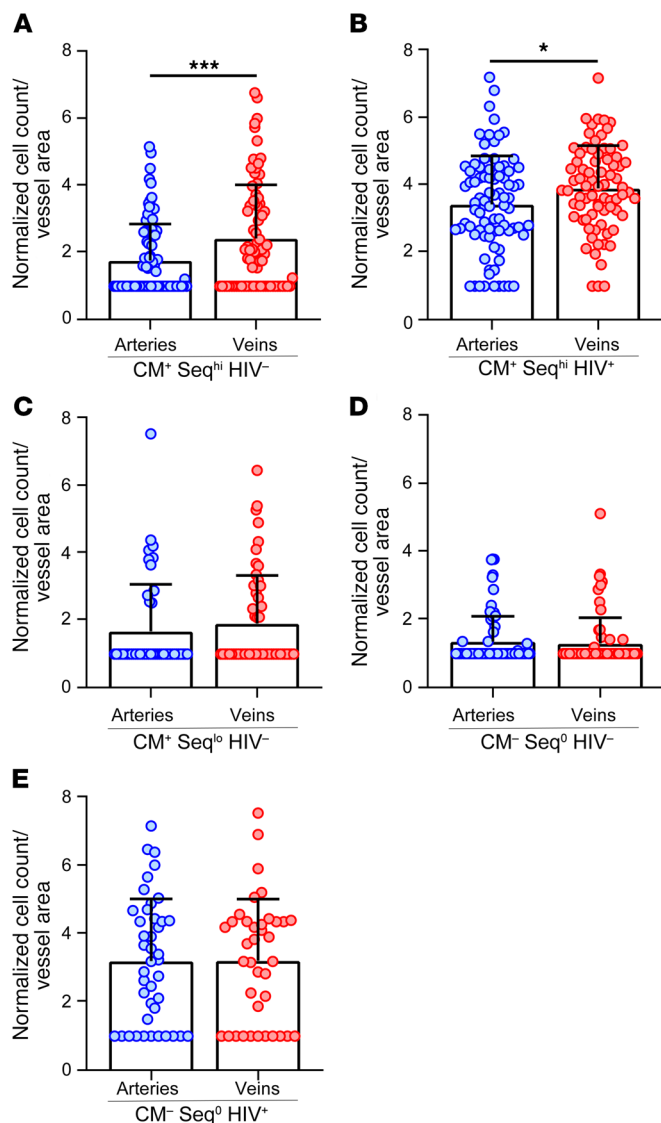 A
Normalized cell count/
vessel area
8
6
4
2
0
***
Arteries
Veins
CM⁺ Seqʰⁱ HIV⁻
B
Normalized cell count/
vessel area
8
6
4
2
0
*
Arteries
Veins
CM⁺ Seqʰⁱ HIV⁺
C
Normalized cell count/
vessel area
8
6
4
2
0
Arteries
Veins
CM⁺ Seqˡᵒ HIV⁻
D
Normalized cell count/
vessel area
8
6
4
2
0
Arteries
Veins
CM⁻ Seq⁰ HIV⁻
E
Normalized cell count/
vessel area
8
6
4
2
0
Arteries
Veins
CM⁻ Seq⁰ HIV⁺